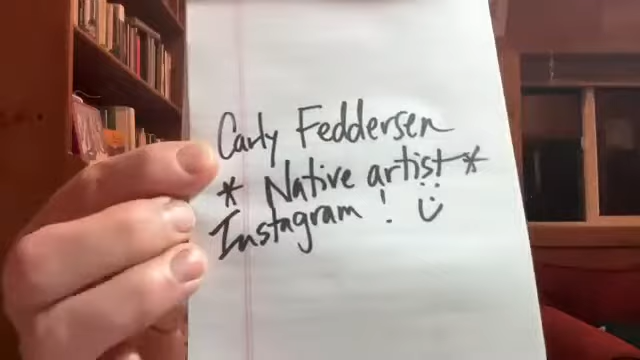 Carly Feddersen
* Native artist *
Instagram ! :)